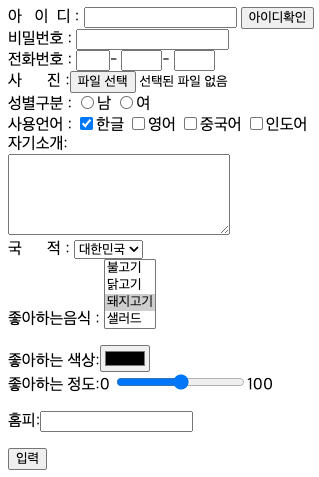 아 이 디 : 아이디확인
비밀번호 :
전화번호 : - -
사 진 : 파일 선택 선택된 파일 없음
성별구분 : 남 여
사용언어 : 한글 영어 중국어 인도어
자기소개:
국 적 : 대한민국
불고기
닭고기
돼지고기
좋아하는음식 : 샐러드
좋아하는 색상:
좋아하는 정도:0 100
홈피:
입력